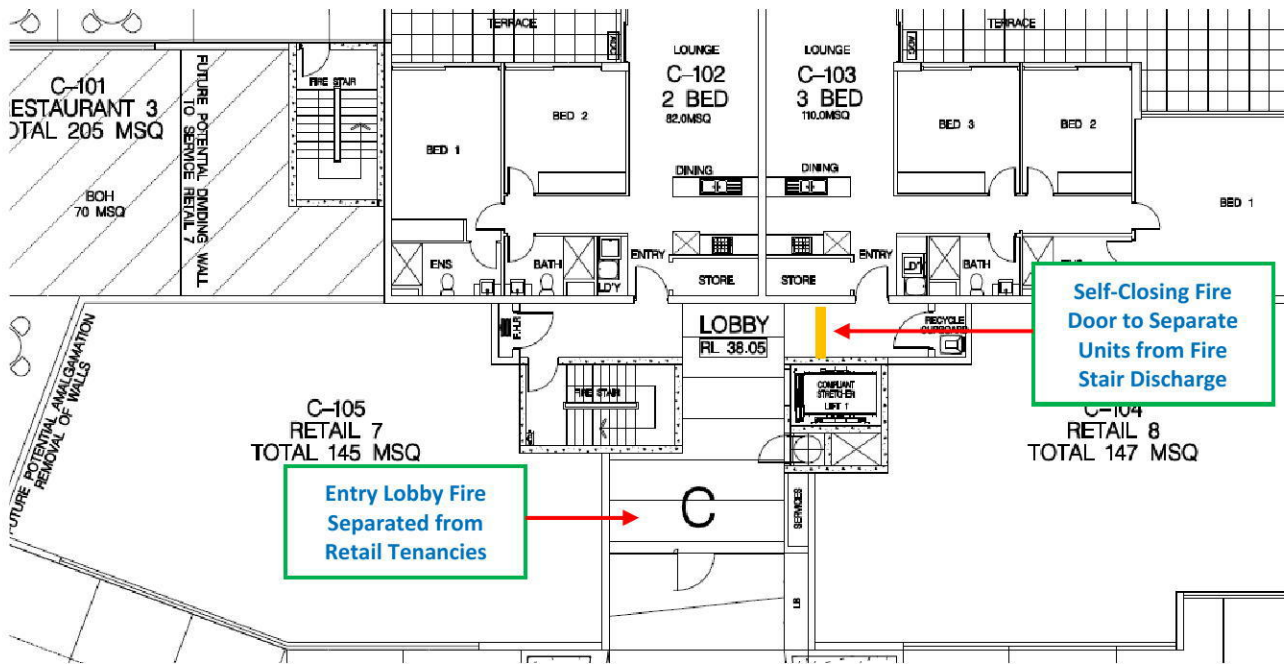 TERRACE
TERRACE
LOUNGE
C-102
2 BED
82.0MSQ
LOUNGE
C-103
3 BED
110.0MSQ
C-101
RESTAURANT 3
TOTAL 205 MSQ
FUTURE POTENTIAL DIVIDING WALL
TO SERVICE RETAIL 7
FIRE STAIR
BOH
70 MSQ
BED 1
BED 2
BED 3
BED 2
BED 1
DINING
DINING
ENS
BATH
LD'Y
ENTRY
STORE
STORE
ENTRY
LD'Y
BATH
F.H.R
LOBBY
RL 38.05
RECYCLE
CUPBOARD
Self-Closing Fire
Door to Separate
Units from Fire
Stair Discharge
FUTURE POTENTIAL AMALGAMATION
REMOVAL OF WALLS
FIRE STAIR
COMPLIANT
STRETCHER
LIFT 1
C-105
RETAIL 7
TOTAL 145 MSQ
C-104
RETAIL 8
TOTAL 147 MSQ
Entry Lobby Fire
Separated from
Retail Tenancies
C
SERVICES
LB